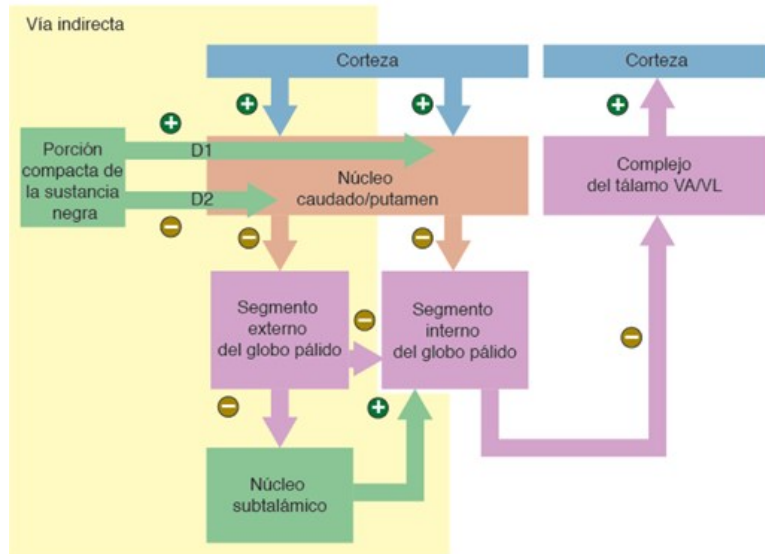 Vía indirecta
Corteza
Corteza
+
+
+
+
Porción
compacta de
la sustancia
negra
D1
D2
Núcleo
caudado/putamen
Complejo
del tálamo VA/VL
−
−
−
Segmento
externo
del globo pálido
−
Segmento
interno
del globo pálido
−
−
+
Núcleo
subtalámico